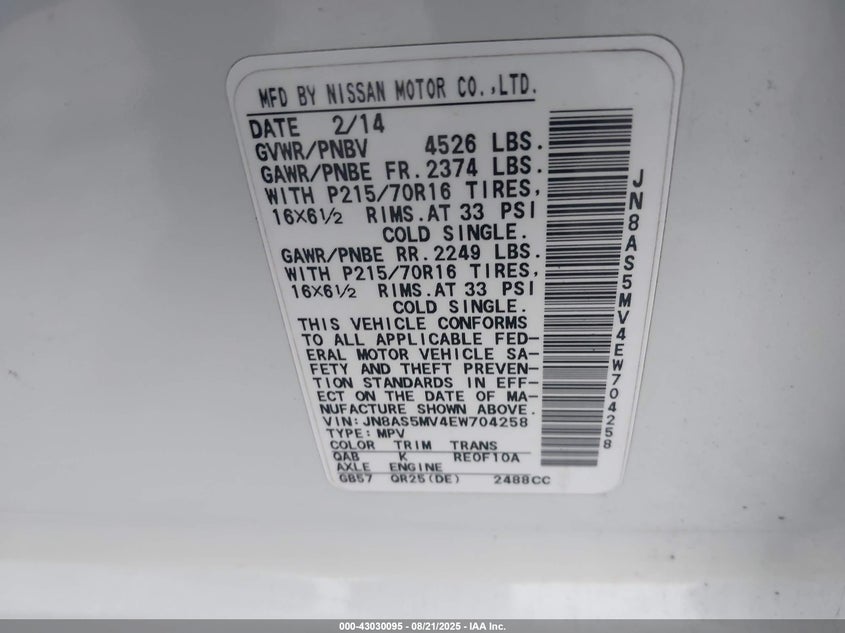 MFD BY NISSAN MOTOR CO.,LTD.
DATE 2/14
GVWR/PNBV 4526 LBS.
GAWR/PNBE FR.2374 LBS.
WITH P215/70R16 TIRES,
16X6½ RIMS.AT 33 PSI
COLD SINGLE.
GAWR/PNBE RR.2249 LBS.
WITH P215/70R16 TIRES,
16X6½ RIMS.AT 33 PSI
COLD SINGLE.
THIS VEHICLE CONFORMS
TO ALL APPLICABLE FED-
ERAL MOTOR VEHICLE SA-
FETY AND THEFT PREVEN-
TION STANDARDS IN EFF-
ECT ON THE DATE OF MA-
NUFACTURE SHOWN ABOVE.
VIN: JN8AS5MV4EW704258
TYPE: MPV
COLOR TRIM TRANS
QAB K RE0F10A
AXLE ENGINE
GB57 QR25(DE) 2488CC
JN8AS5MV4EW704258
000-43030095 - 08/21/2025 - IAA Inc.